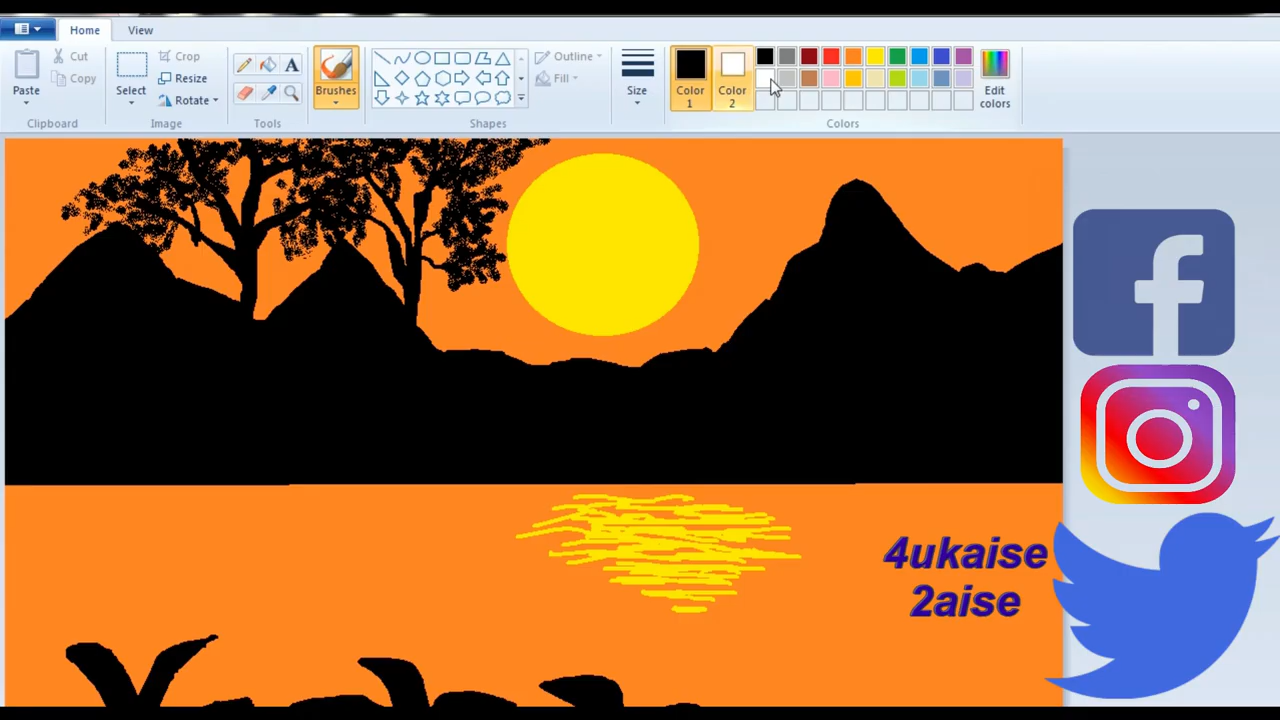 Home View
Paste
Cut
Copy
Clipboard
Select
Crop
Resize
Rotate
Image
A
Tools
Brushes
Outline
Fill
Shapes
Size
Color
1
Color
2
Edit
colors
Colors
f
4ukaise
2aise